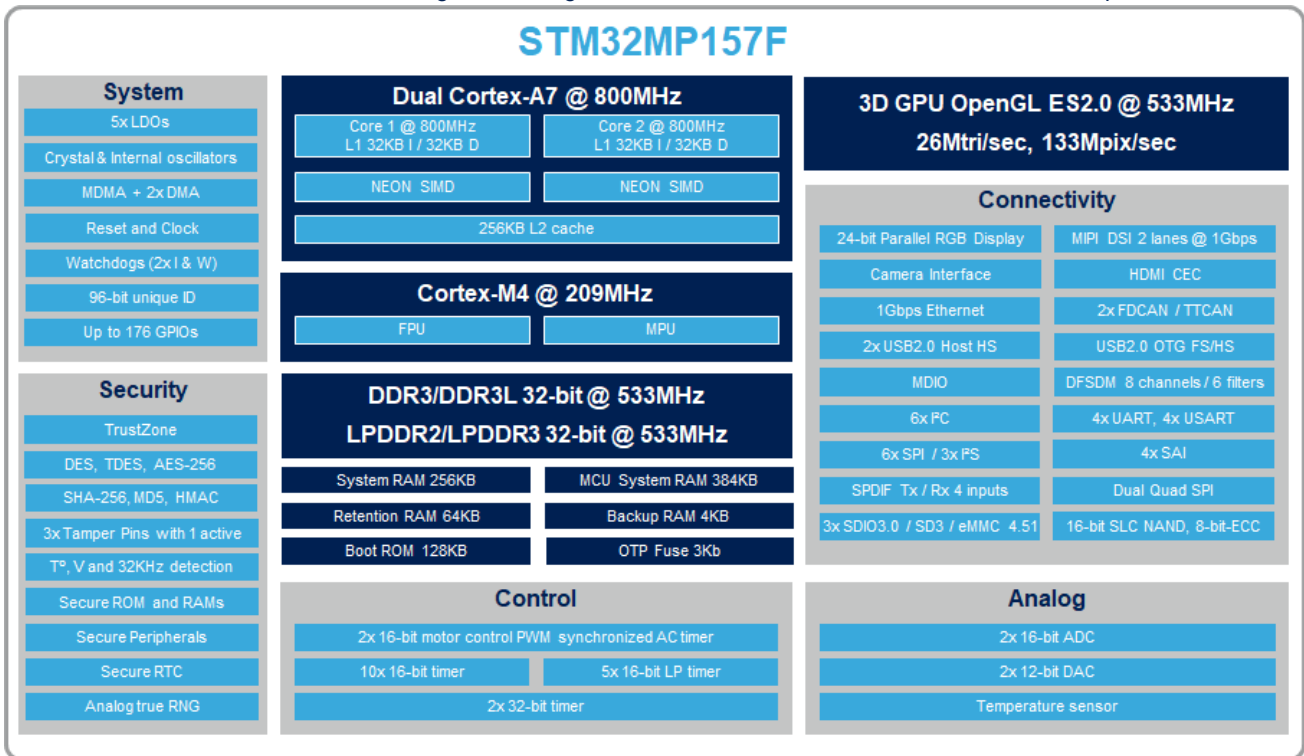 STM32MP157F
System
5x LDOs
Crystal & Internal oscillators
MDMA + 2x DMA
Reset and Clock
Watchdogs (2x I & W)
96-bit unique ID
Up to 176 GPIOs
Security
TrustZone
DES, TDES, AES-256
SHA-256, MD5, HMAC
3x Tamper Pins with 1 active
Tº, V and 32KHz detection
Secure ROM and RAMs
Secure Peripherals
Secure RTC
Analog true RNG
Dual Cortex-A7 @ 800MHz
Core 1 @ 800MHz
L1 32KB I / 32KB D
Core 2 @ 800MHz
L1 32KB I / 32KB D
NEON SIMD
NEON SIMD
256KB L2 cache
Cortex-M4 @ 209MHz
FPU
MPU
DDR3/DDR3L 32-bit @ 533MHz
LPDDR2/LPDDR3 32-bit @ 533MHz
System RAM 256KB
MCU System RAM 384KB
Retention RAM 64KB
Backup RAM 4KB
Boot ROM 128KB
OTP Fuse 3Kb
Control
2x 16-bit motor control PWM synchronized AC timer
10x 16-bit timer
5x 16-bit LP timer
2x 32-bit timer
3D GPU OpenGL ES2.0 @ 533MHz
26Mtri/sec, 133Mpix/sec
Connectivity
24-bit Parallel RGB Display
MIPI DSI 2 lanes @ 1Gbps
Camera Interface
HDMI CEC
1Gbps Ethernet
2x FDCAN / TTCAN
2x USB2.0 Host HS
USB2.0 OTG FS/HS
MDIO
DFSDM 8 channels / 6 filters
6x I²C
4x UART, 4x USART
6x SPI / 3x I²S
4x SAI
SPDIF Tx / Rx 4 inputs
Dual Quad SPI
3x SDIO3.0 / SD3 / eMMC 4.51
16-bit SLC NAND, 8-bit-ECC
Analog
2x 16-bit ADC
2x 12-bit DAC
Temperature sensor